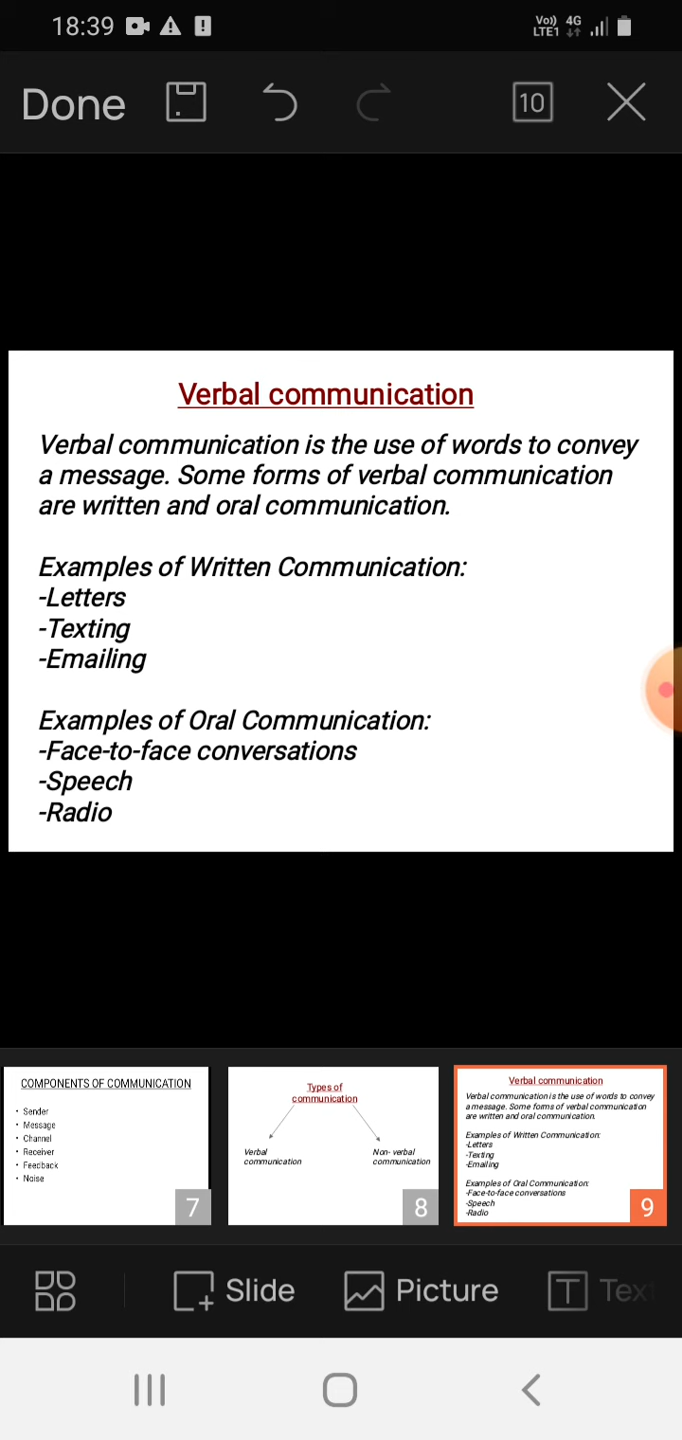 18:39
Vo)) 4G
LTE1
Done
10
Verbal communication
Verbal communication is the use of words to convey
a message. Some forms of verbal communication
are written and oral communication.
Examples of Written Communication:
-Letters
-Texting
-Emailing
Examples of Oral Communication:
-Face-to-face conversations
-Speech
-Radio
COMPONENTS OF COMMUNICATION
• Sender
• Message
• Channel
• Receiver
• Feedback
• Noise
7
Types of
communication
Verbal
communication
Non- verbal
communication
8
Verbal communication
Verbal communication is the use of words to convey
a message. Some forms of verbal communication
are written and oral communication.
Examples of Written Communication:
-Letters
-Texting
-Emailing
Examples of Oral Communication:
-Face-to-face conversations
-Speech
-Radio
9
Slide
Picture
T Tex